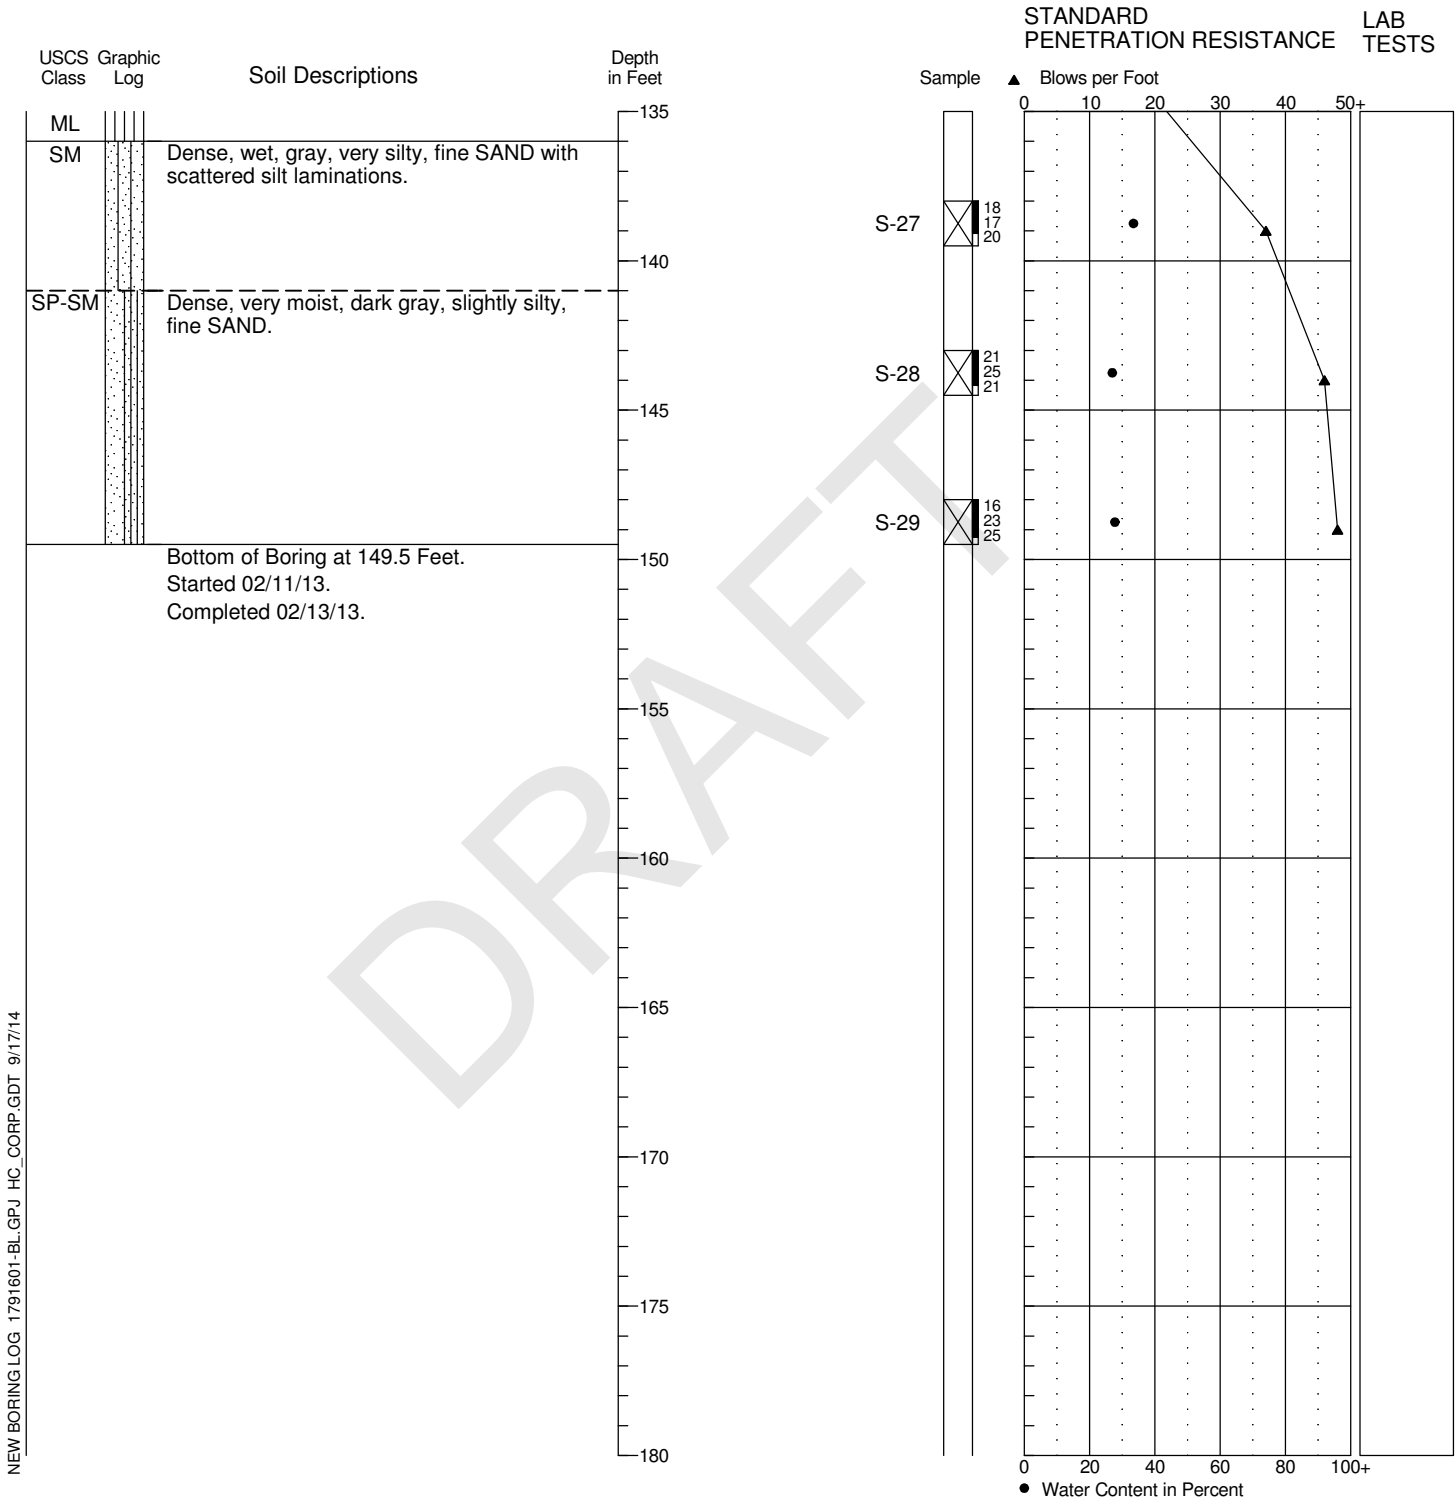 STANDARD
PENETRATION RESISTANCE
LAB
TESTS
USCS
Class
Graphic
Log
Soil Descriptions
Depth
in Feet
Sample
▲ Blows per Foot
0 10 20 30 40 50+
ML
135
SM
Dense, wet, gray, very silty, fine SAND with
scattered silt laminations.
S-27
18
17
20
140
SP-SM
Dense, very moist, dark gray, slightly silty,
fine SAND.
S-28
21
25
21
145
S-29
16
23
25
Bottom of Boring at 149.5 Feet.
150
Started 02/11/13.
Completed 02/13/13.
155
160
165
170
175
180
0 20 40 60 80 100+
● Water Content in Percent
DRAFT
NEW BORING LOG 1791601-BL.GPJ HC_CORP.GDT 9/17/14